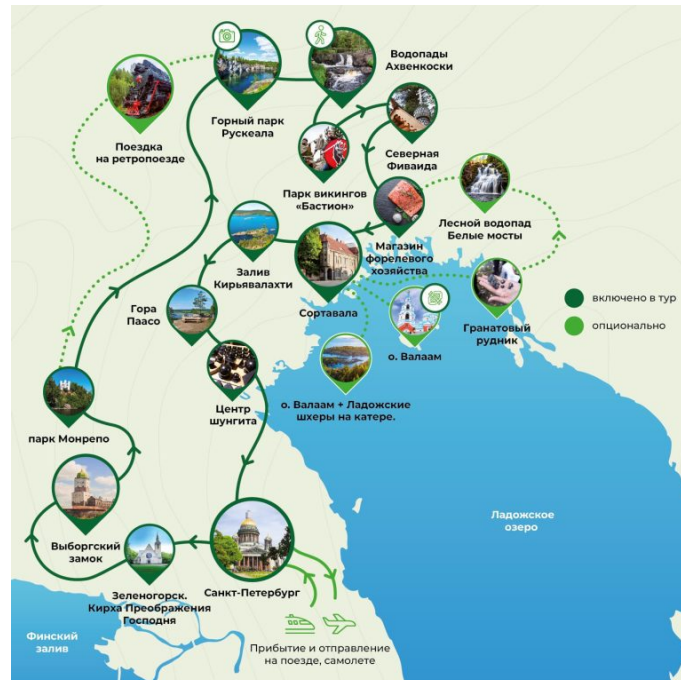 Водопады
Ахвенкоски
Горный парк
Рускеала
Поездка
на ретропоезде
Северная
Фиваида
Парк викингов
«Бастион»
Лесной водопад
Белые мосты
Магазин
форелевого
хозяйства
Залив
Кирьявалахти
Сортавала
Гора
Паасо
о. Валаам
Гранатовый
рудник
включено в тур
опционально
Центр
шунгита
о. Валаам + Ладожские
шхеры на катере.
парк Монрепо
Ладожское
озеро
Выборгский
замок
Зеленогорск.
Кирха Преображения
Господня
Санкт-Петербург
Финский
залив
Прибытие и отправление
на поезде, самолете